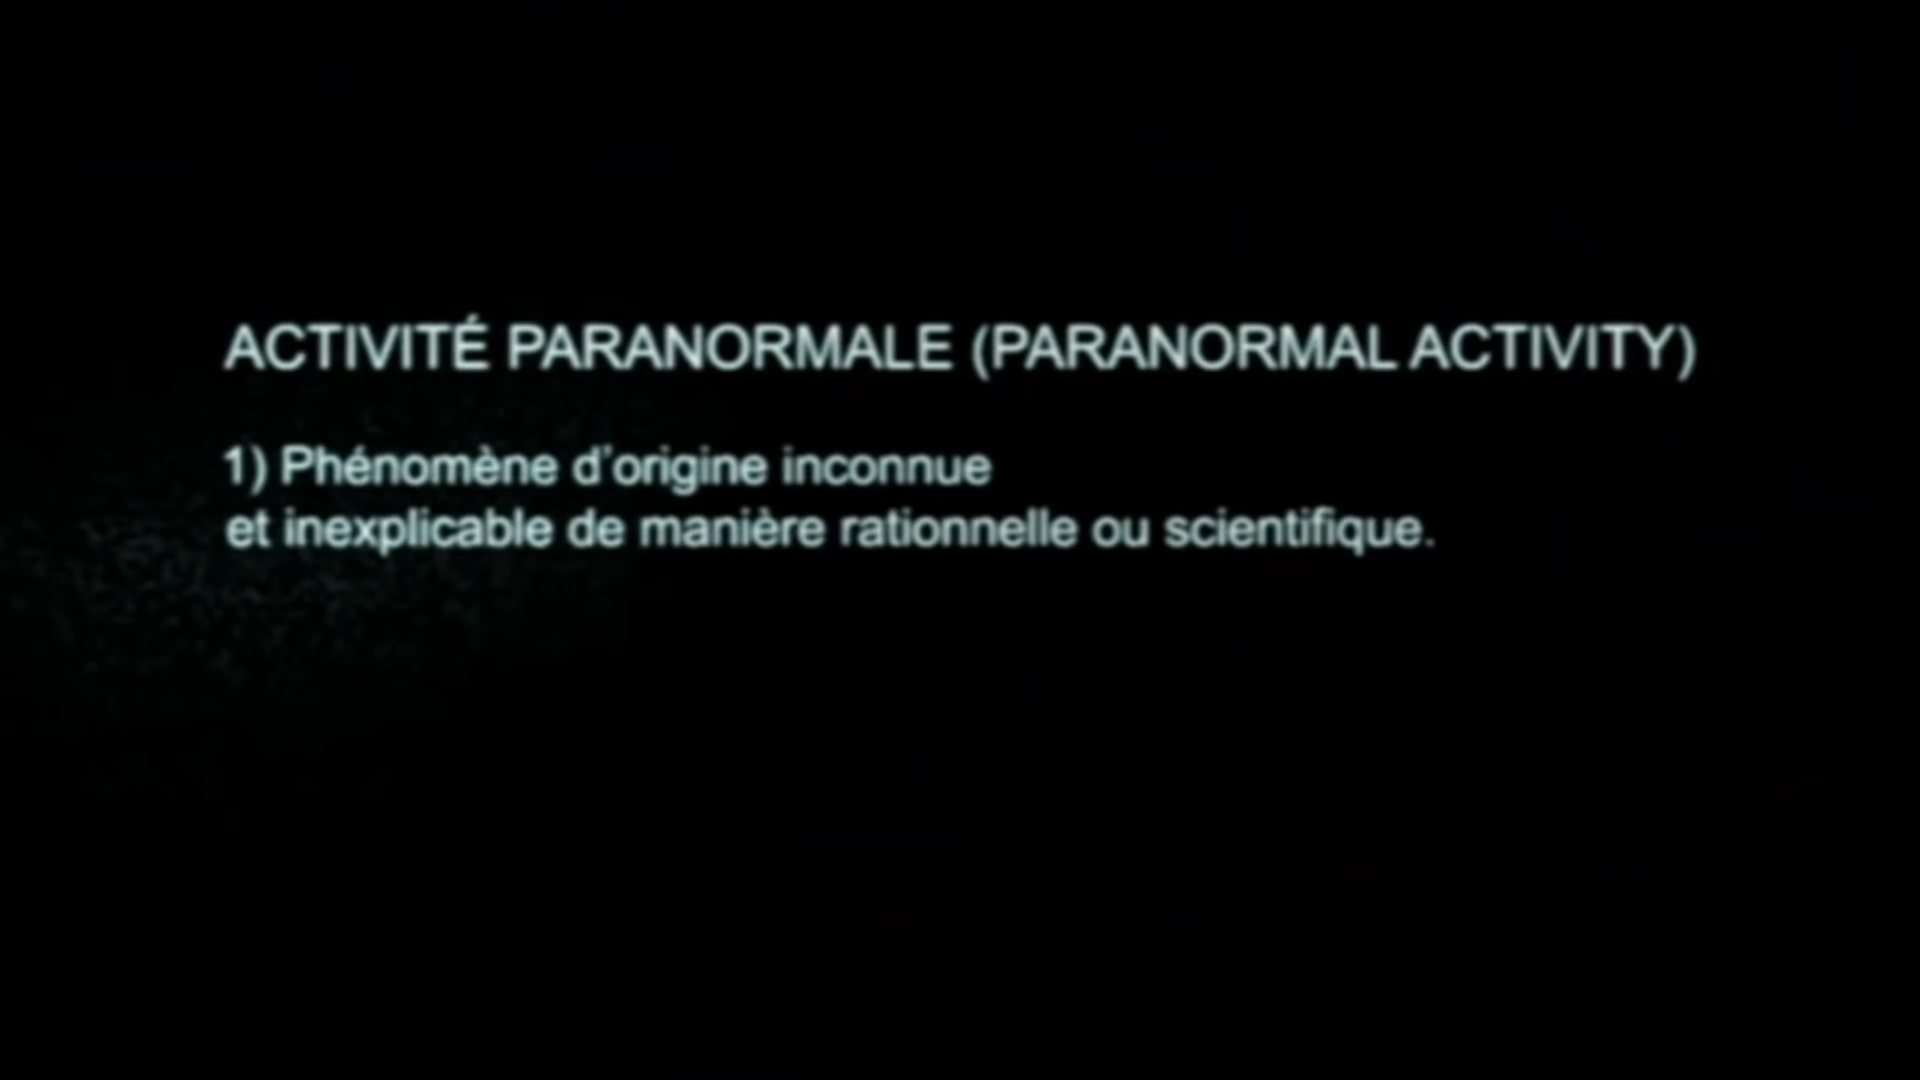 ACTIVITÉ PARANORMALE (PARANORMAL ACTIVITY)
1) Phénomène d'origine inconnue
et inexplicable de manière rationnelle ou scientifique.